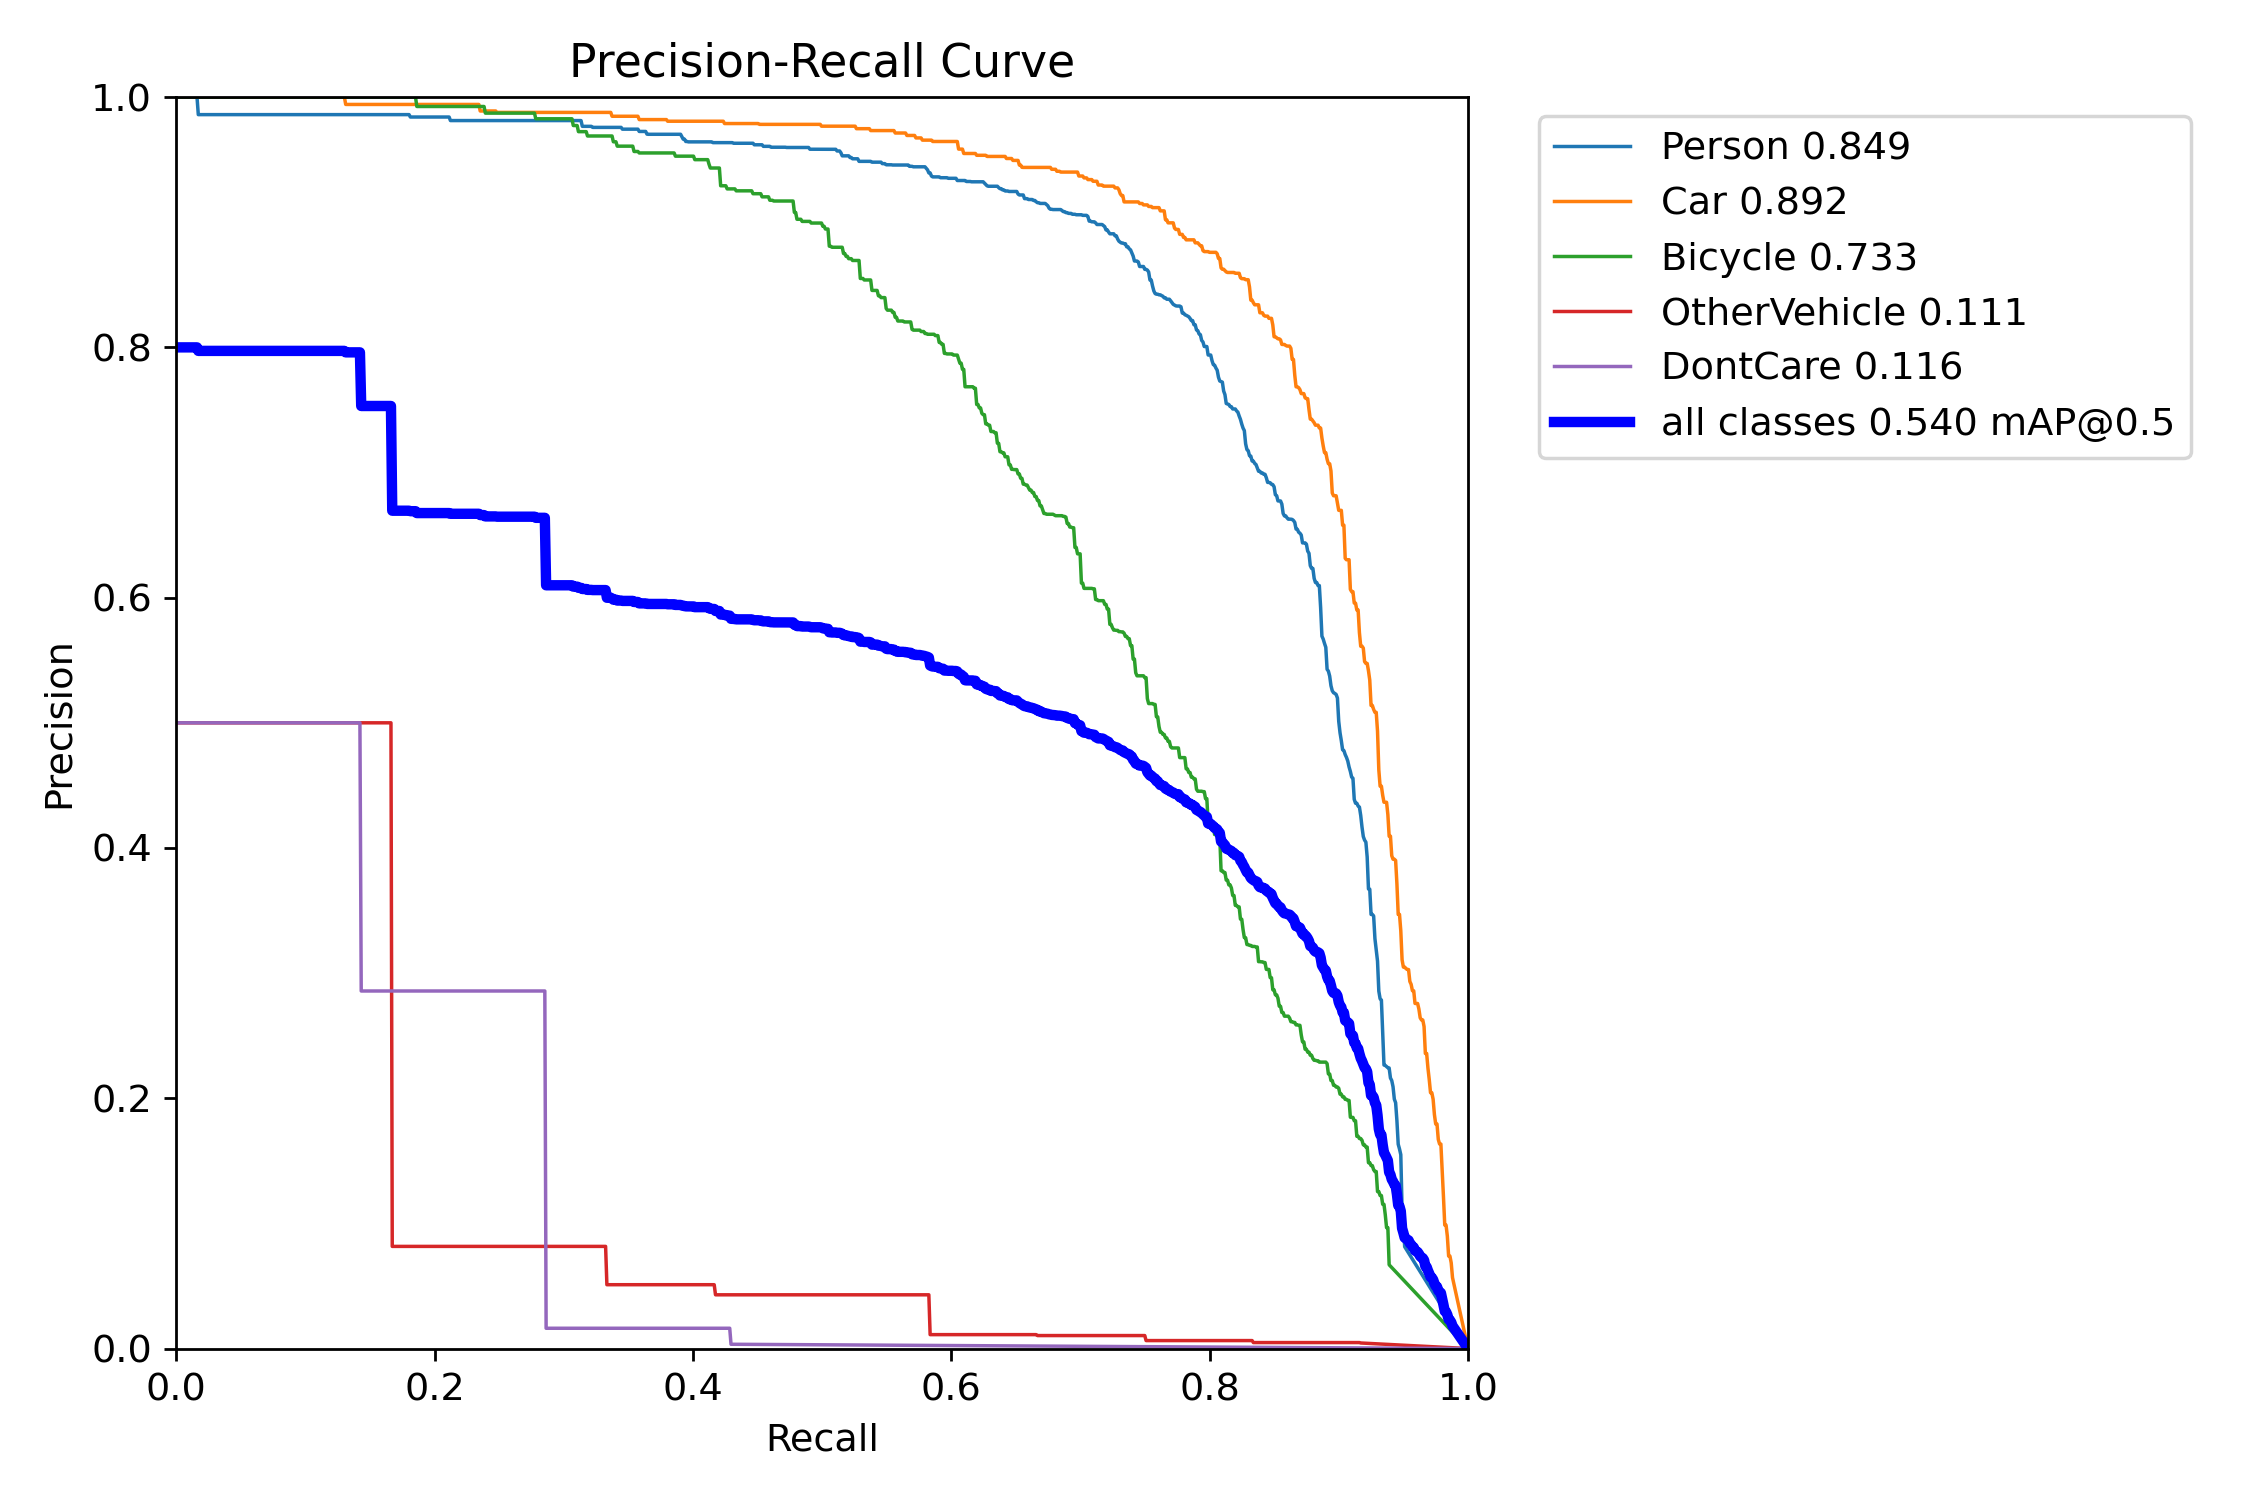 Precision-Recall Curve
1.0
0.8
0.6
0.4
0.2
0.0
Precision
0.0 0.2 0.4 0.6 0.8 1.0
Recall
Person 0.849
Car 0.892
Bicycle 0.733
OtherVehicle 0.111
DontCare 0.116
all classes 0.540 mAP@0.5